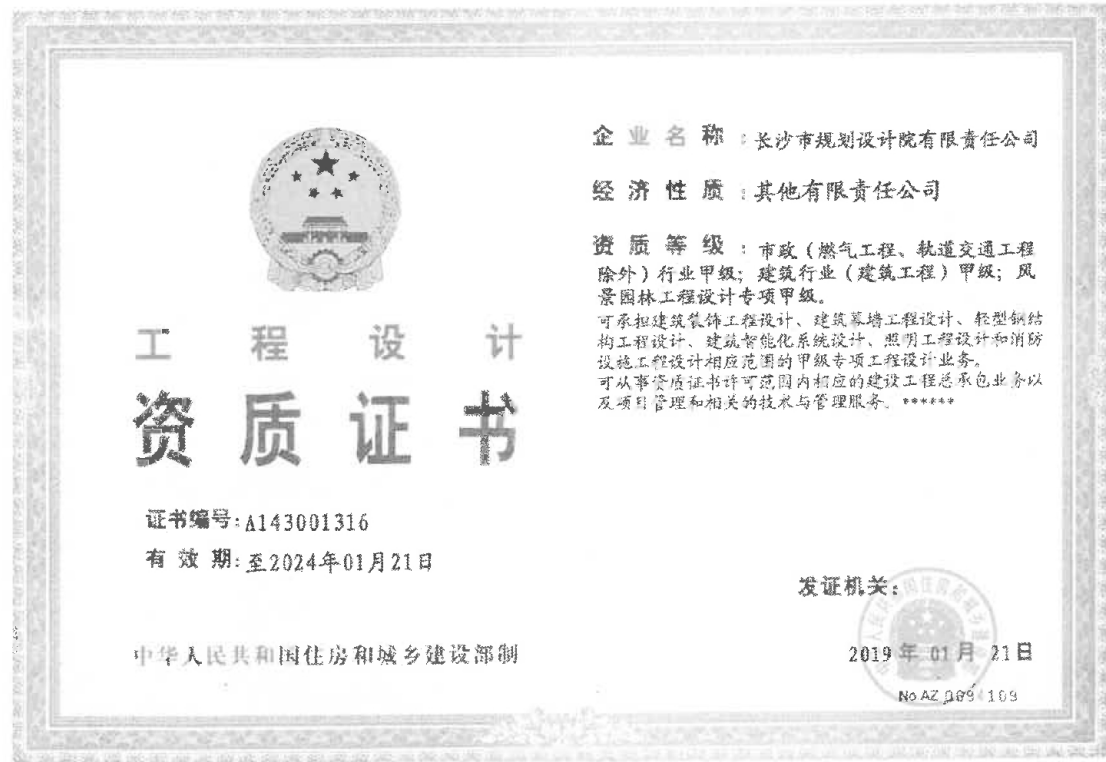 工程设计
资质证书
证书编号:A143001316
有效期:至2024年01月21日
中华人民共和国住房和城乡建设部制
企业名称:长沙市规划设计院有限责任公司
经济性质:其他有限责任公司
资质等级:市政(燃气工程、轨道交通工程
除外)行业甲级;建筑行业(建筑工程)甲级;风
景园林工程设计专项甲级。
可承担建筑装饰工程设计、建筑幕墙工程设计、轻型钢结
构工程设计、建筑智能化系统设计、照明工程设计和消防
设施工程设计相应范围的甲级专项工程设计业务。
可从事资质证书许可范围内相应的建设工程总承包业务以
及项目管理和相关的技术与管理服务。******
发证机关:
2019年01月21日
No AZ